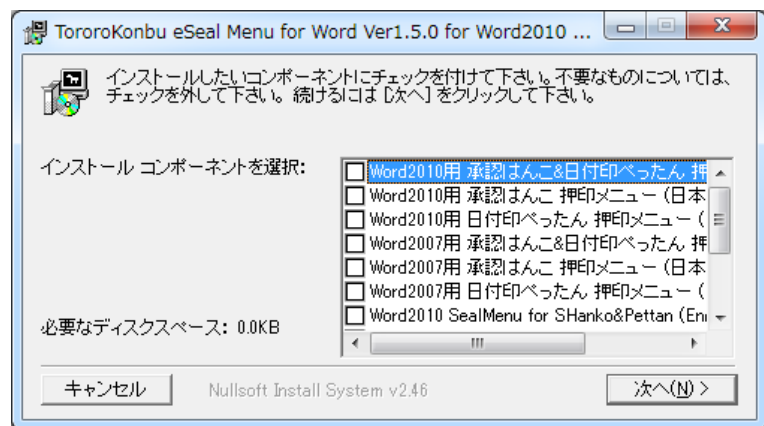 TororoKonbu eSeal Menu for Word Ver1.5.0 for Word2010 ...
インストールしたいコンポーネントにチェックを付けて下さい。不要なものについては、
チェックを外して下さい。続けるには [次へ] をクリックして下さい。
インストール コンポーネントを選択:
Word2010用 承認はんこ&日付印ぺったん 押
Word2010用 承認はんこ 押印メニュー (日本
Word2010用 日付印ぺったん 押印メニュー (
Word2007用 承認はんこ&日付印ぺったん 押
Word2007用 承認はんこ 押印メニュー (日本
Word2007用 日付印ぺったん 押印メニュー (
Word2010 SealMenu for SHanko&Pettan (En
必要なディスクスペース: 0.0KB
キャンセル
Nullsoft Install System v2.46
次へ(N) >